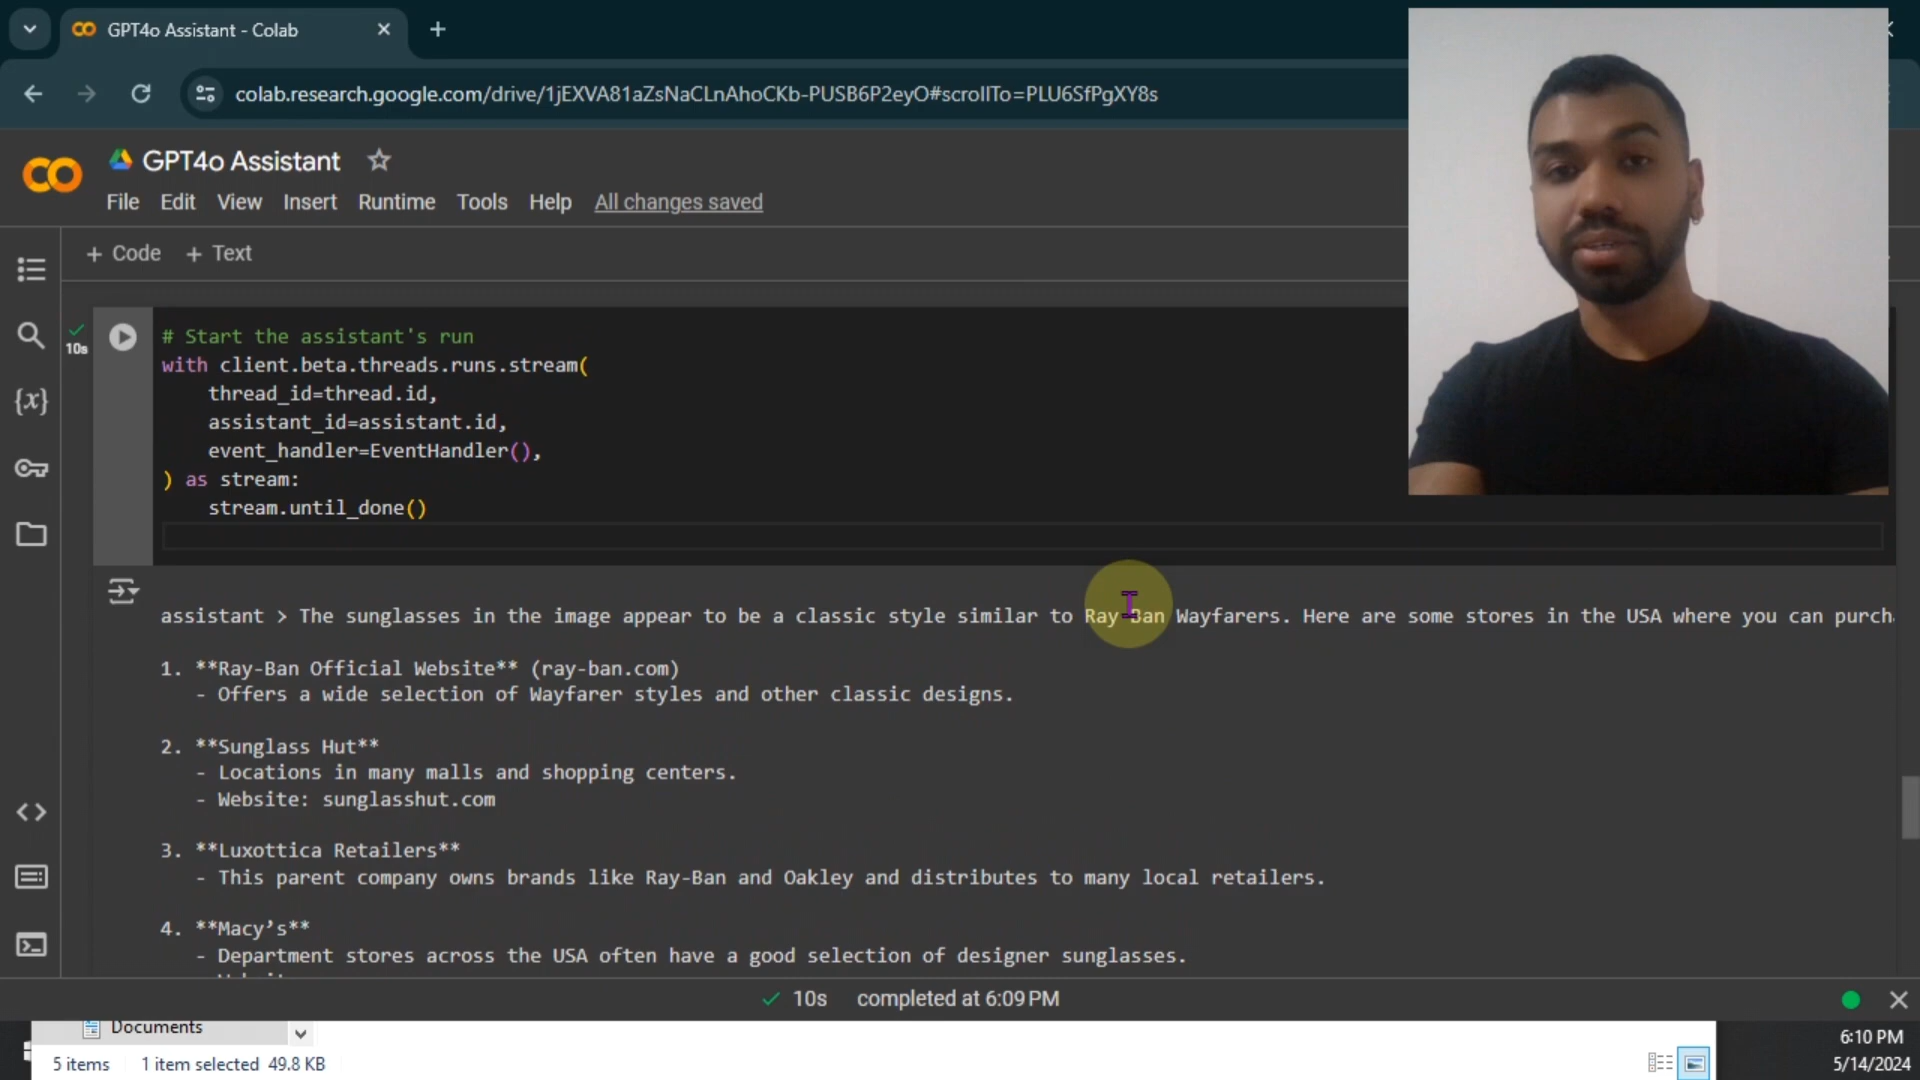 GPT4o Assistant - Colab
colab.research.google.com/drive/1jEXVA81aZsNaCLnAhoCKb-PUSB6P2eyO#scrollTo=PLU6SfPgXY8s
GPT4o Assistant
File Edit View Insert Runtime Tools Help All changes saved
+ Code + Text
10s
# Start the assistant's run
with client.beta.threads.runs.stream(
thread_id=thread.id,
assistant_id=assistant.id,
event_handler=EventHandler(),
) as stream:
stream.until_done()
{x}
assistant > The sunglasses in the image appear to be a classic style similar to Ray-Ban Wayfarers. Here are some stores in the USA where you can purch
1. **Ray-Ban Official Website** (ray-ban.com)
- Offers a wide selection of Wayfarer styles and other classic designs.
2. **Sunglass Hut**
- Locations in many malls and shopping centers.
- Website: sunglasshut.com
3. **Luxottica Retailers**
- This parent company owns brands like Ray-Ban and Oakley and distributes to many local retailers.
4. **Macy’s**
- Department stores across the USA often have a good selection of designer sunglasses.
10s completed at 6:09 PM
Documents
5 items 1 item selected 49.8 KB
6:10 PM
5/14/2024